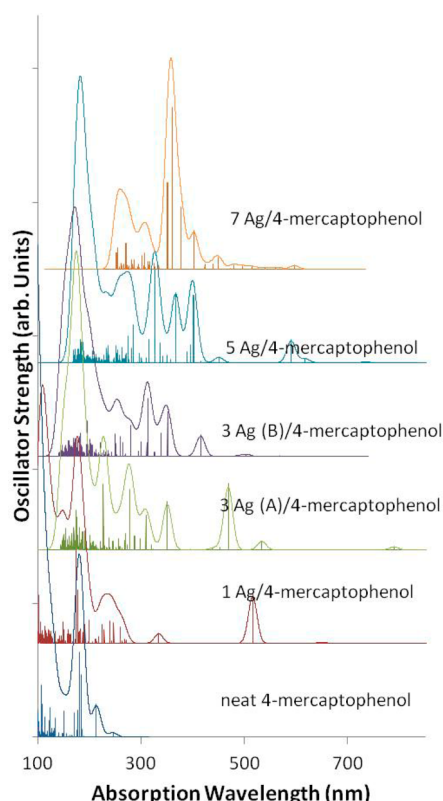 Oscillator Strength (arb. Units)
7 Ag/4-mercaptophenol
5 Ag/4-mercaptophenol
3 Ag (B)/4-mercaptophenol
3 Ag (A)/4-mercaptophenol
1 Ag/4-mercaptophenol
neat 4-mercaptophenol
100 300 500 700
Absorption Wavelength (nm)